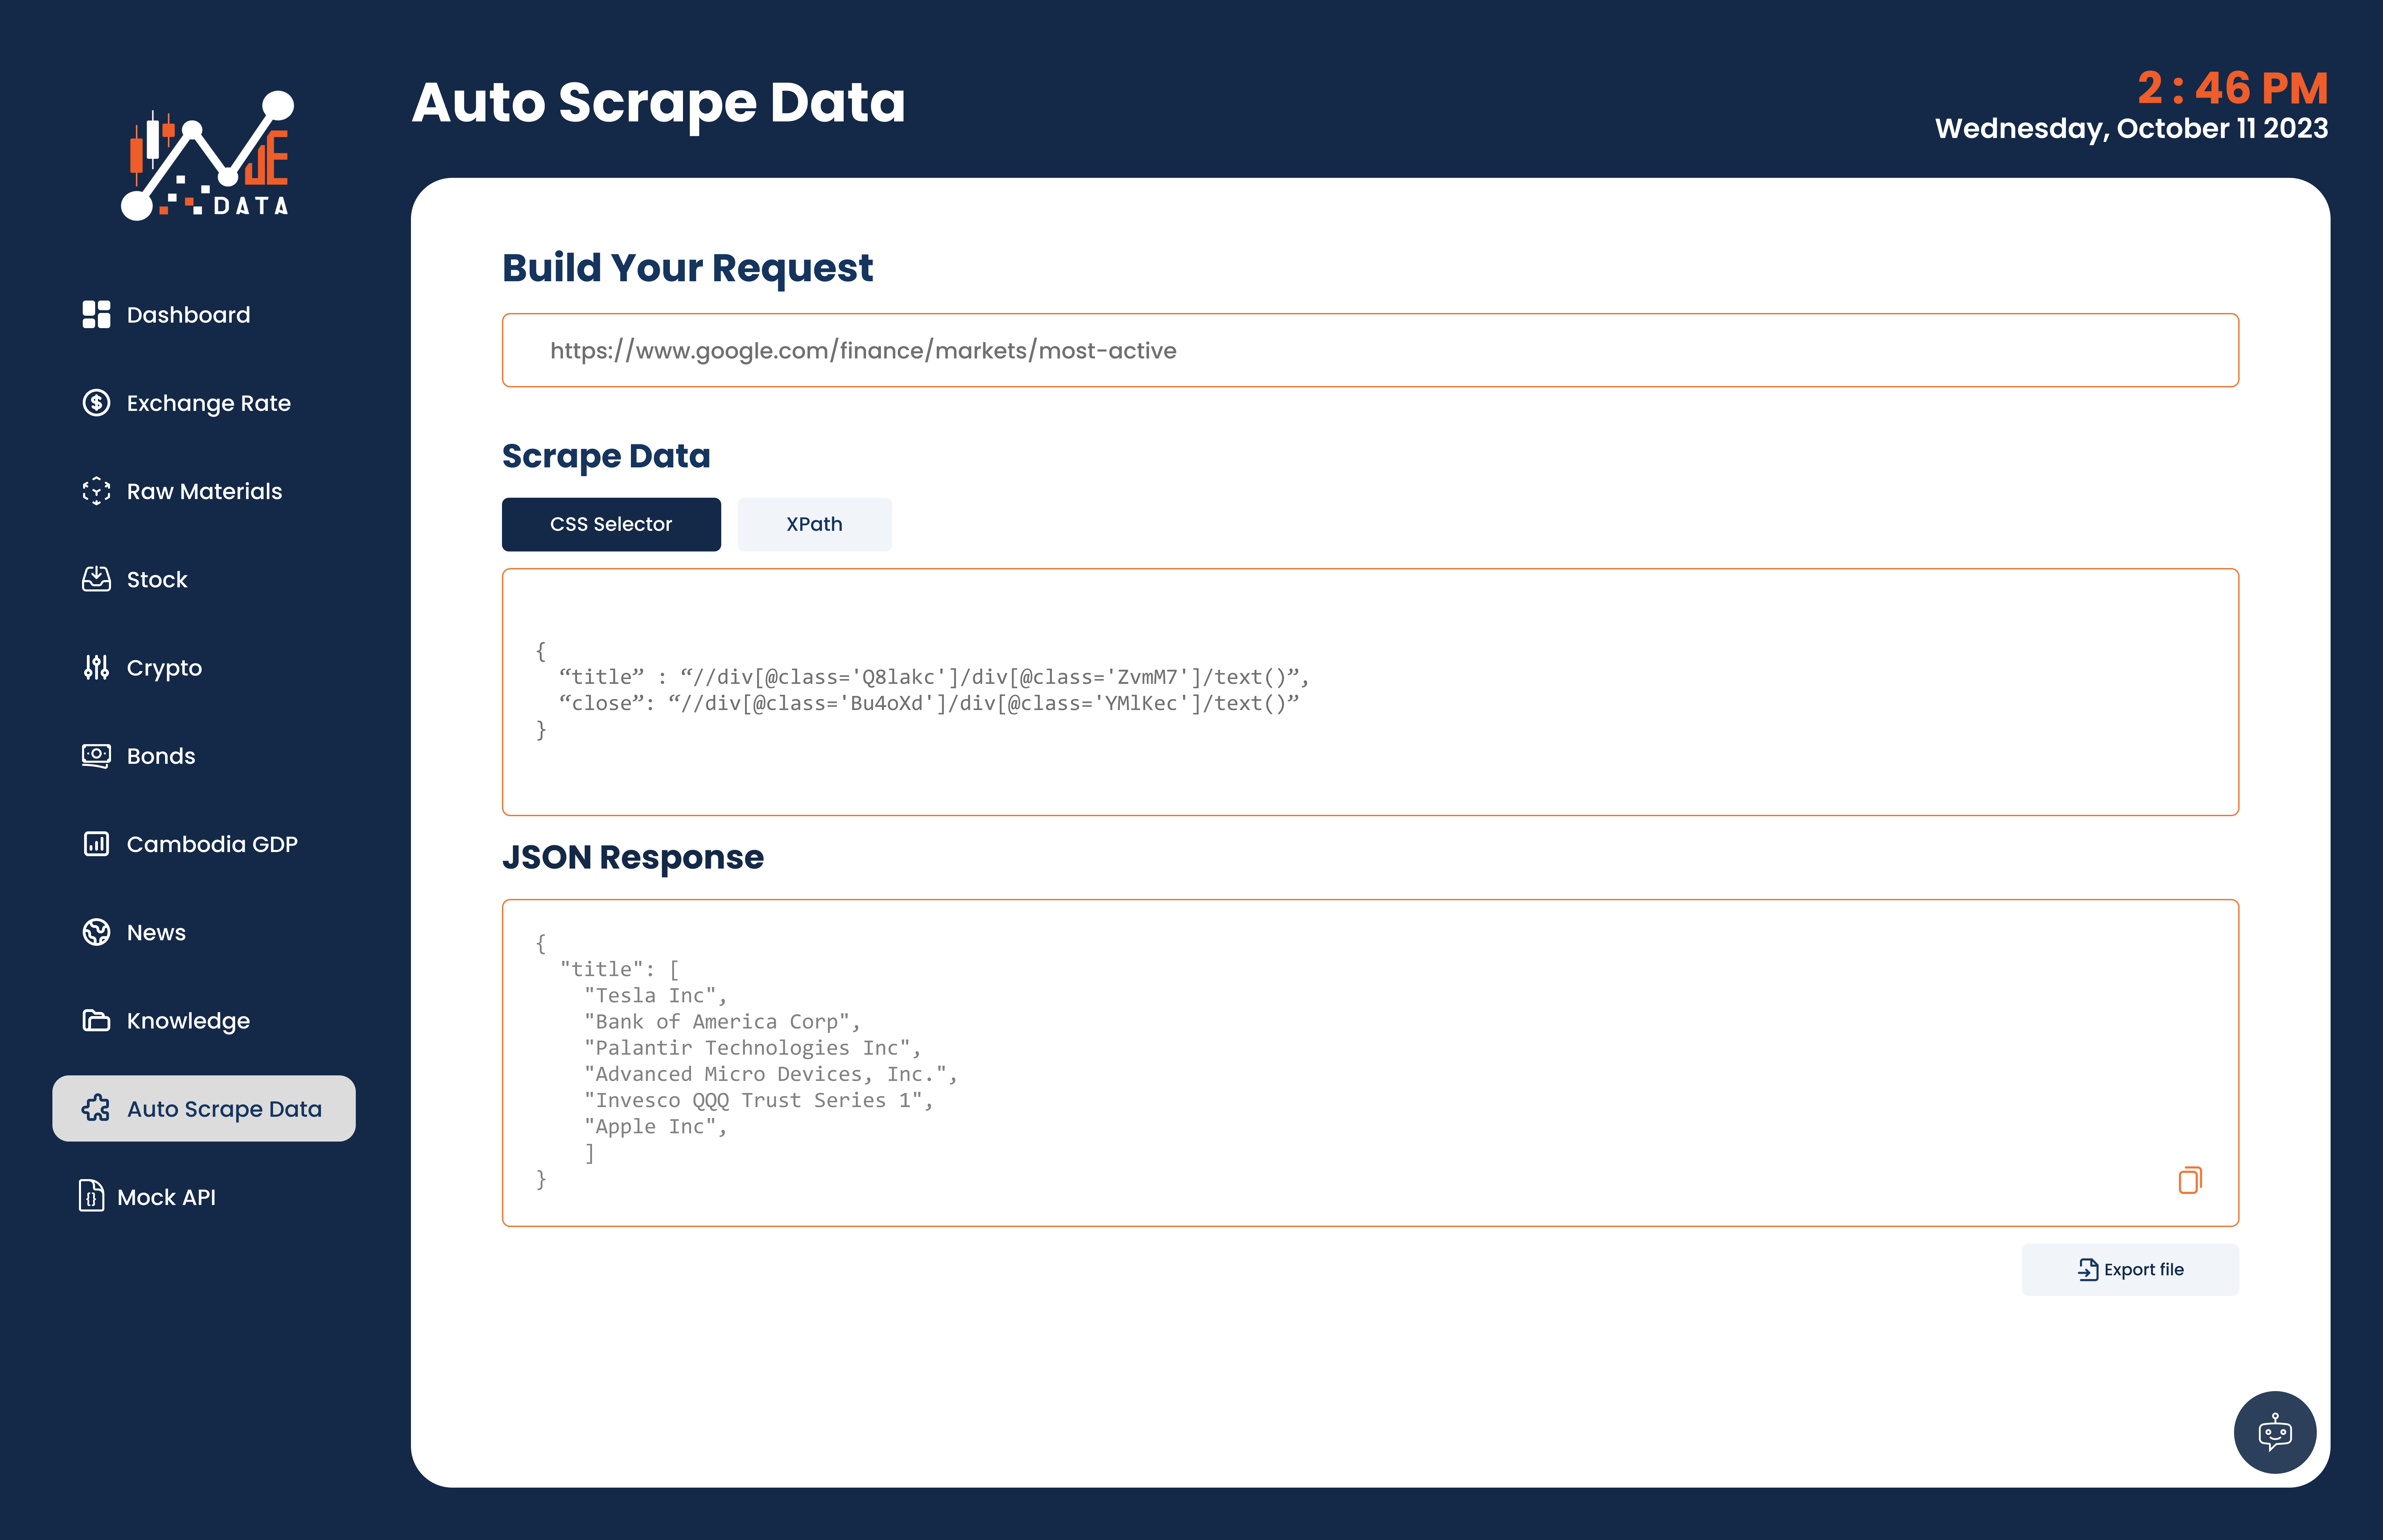 JE
DATA
Auto Scrape Data
2 : 46 PM
Wednesday, October 11 2023
Dashboard
Exchange Rate
Raw Materials
Stock
Crypto
Bonds
Cambodia GDP
News
Knowledge
Auto Scrape Data
Mock API
Build Your Request
https://www.google.com/finance/markets/most-active
Scrape Data
CSS Selector
XPath
{
“title” : “//div[@class='Q8lakc']/div[@class='ZvmM7']/text()”,
“close”: “//div[@class='Bu4oXd']/div[@class='YMlKec']/text()”
}
JSON Response
{
"title": [
"Tesla Inc",
"Bank of America Corp",
"Palantir Technologies Inc",
"Advanced Micro Devices, Inc.",
"Invesco QQQ Trust Series 1",
"Apple Inc",
]
}
Export file